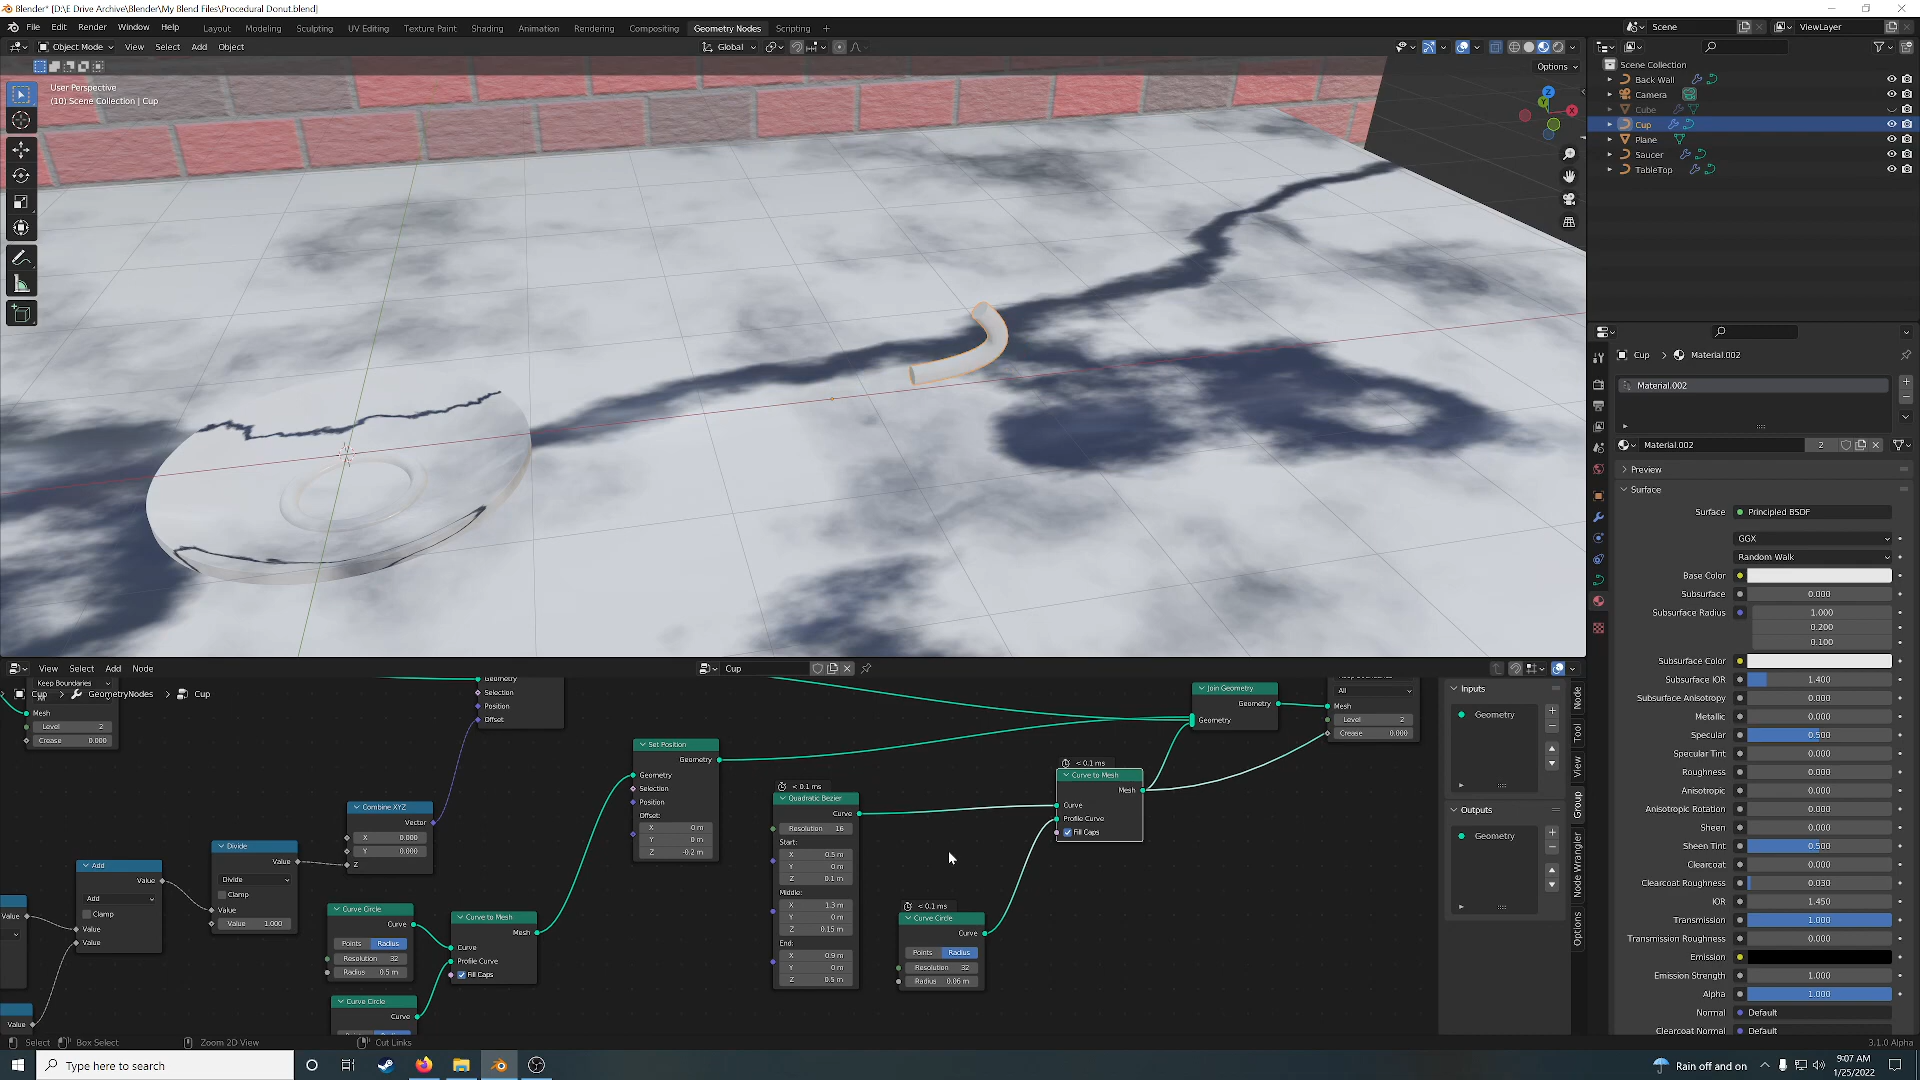 Blender* [D:\E Drive Archive\Blender\My Blend Files\Procedural Donut.blend]
File Edit Render Window Help Layout Modeling Sculpting UV Editing Texture Paint Shading Animation Rendering Compositing Geometry Nodes Scripting +
Scene ViewLayer
Object Mode View Select Add Object Global
Options
User Perspective
(10) Scene Collection | Cup
Scene Collection
Back Wall
Camera
Cube
Cup
Plane
Saucer
TableTop
Cup > Material.002
Material.002
Material.002 2
Preview
Surface
Surface Principled BSDF
GGX
Random Walk
Base Color
Subsurface 0.000
Subsurface Radius 1.000
0.200
0.100
Subsurface Color
Subsurface IOR 1.400
Subsurface Anisotropy 0.000
Metallic 0.000
Specular 0.500
Specular Tint 0.000
Roughness 0.000
Anisotropic 0.000
Anisotropic Rotation 0.000
Sheen 0.000
Sheen Tint 0.500
Clearcoat 0.000
Clearcoat Roughness 0.030
IOR 1.450
Transmission 1.000
Transmission Roughness 0.000
Emission
Emission Strength 1.000
Alpha 1.000
Normal Default
Clearcoat Normal Default
View Select Add Node Cup
Keep Boundaries
Cup > GeometryNodes > Cup
All
Mesh
Level 2
Crease 0.000
Geometry
Selection
Position
Offset
Add
Value
Add
Clamp
Value
Value
Divide
Value
Divide
Clamp
Value
Value 1.000
Combine XYZ
Vector
X 0.000
Y 0.000
Z
Curve Circle
Curve
Points Radius
Resolution 32
Radius 0.5 m
Curve Circle
Curve
Curve to Mesh
Mesh
Curve
Profile Curve
Fill Caps
Set Position
Geometry
Geometry
Selection
Position
Offset:
X 0 m
Y 0 m
Z -0.2 m
< 0.1 ms
Quadratic Bezier
Curve
Resolution 16
Start:
X 0.5 m
Y 0 m
Z 0.1 m
Middle:
X 1.3 m
Y 0 m
Z 0.15 m
End:
X 0.9 m
Y 0 m
Z 0.5 m
< 0.1 ms
Curve Circle
Curve
Points Radius
Resolution 32
Radius 0.06 m
< 0.1 ms
Curve to Mesh
Mesh
Curve
Profile Curve
Fill Caps
Join Geometry
Geometry
Geometry
All
Mesh
Level 2
Crease 0.000
Value
Value
Inputs
Geometry
Outputs
Geometry
Node
Tool
View
Group
Node Wrangler
Options
Select Box Select Zoom 2D View Cut Links
3.1.0 Alpha
Type here to search
Rain off and on
9:07 AM
1/25/2022